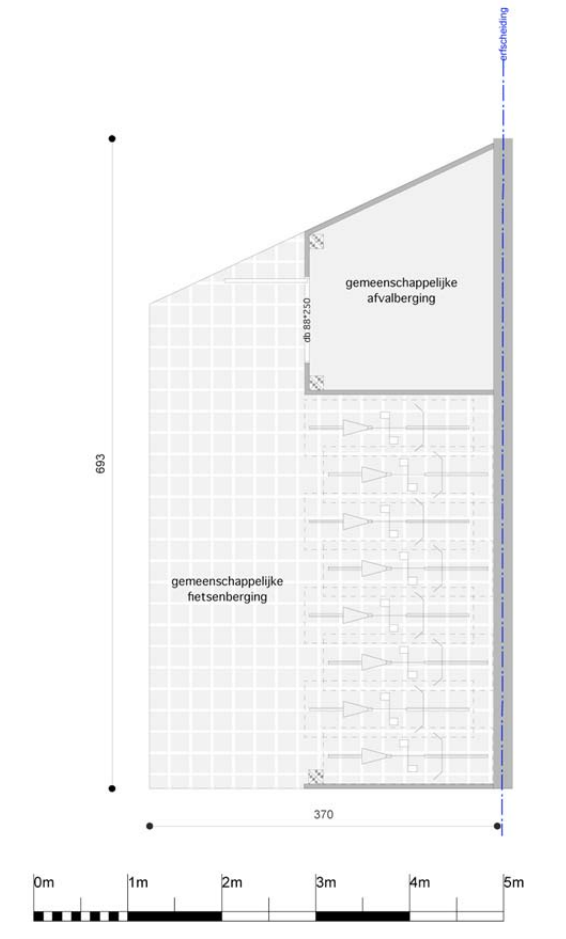 erfscheiding
gemeenschappelijke
afvalberging
db 88*250
693
gemeenschappelijke
fietsenberging
370
0m 1m 2m 3m 4m 5m